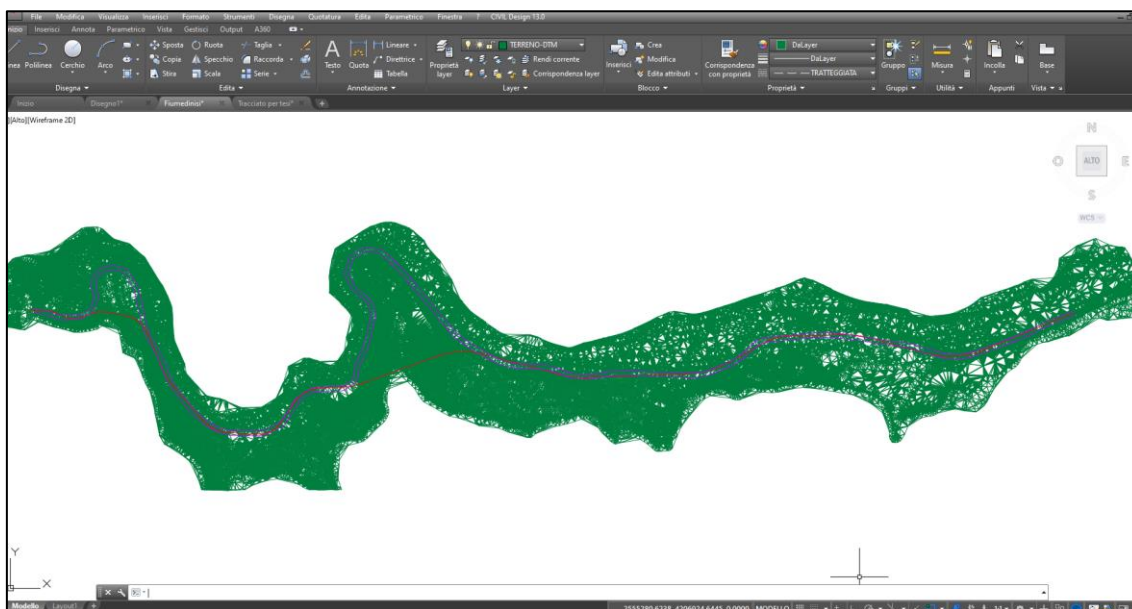 File Modifica Visualizza Inserisci Formato Strumenti Disegna Quotatura Edita Parametrico Finestra ? CIVIL Design 13.0
Inserisci Annota Parametrico Vista Gestisci Output A360
Polilinea Cerchio Arco
Sposta Ruota Taglia
Copia Specchio Raccorda
Stira Scala Serie
Testo Quota
Lineare
Direttrice
Tabella
Proprietà layer
TERRENO-DTM
Rendi corrente
Corrispondenza layer
Inserisci
Crea
Modifica
Edita attributi
Corrispondenza con proprietà
DaLayer
DaLayer
TRATTEGGIATA
Gruppo Misura Incolla Base
Disegna Edita Annotazione Layer Blocco Proprietà Gruppi Utilità Appunti Vista
Inizio Disegno1* Fiumedinisi* Tracciato per tesi*
][Alto][Wireframe 2D]
N
O ALTO E
S
WCS
Y
X
Modello Layout1 MODELLO